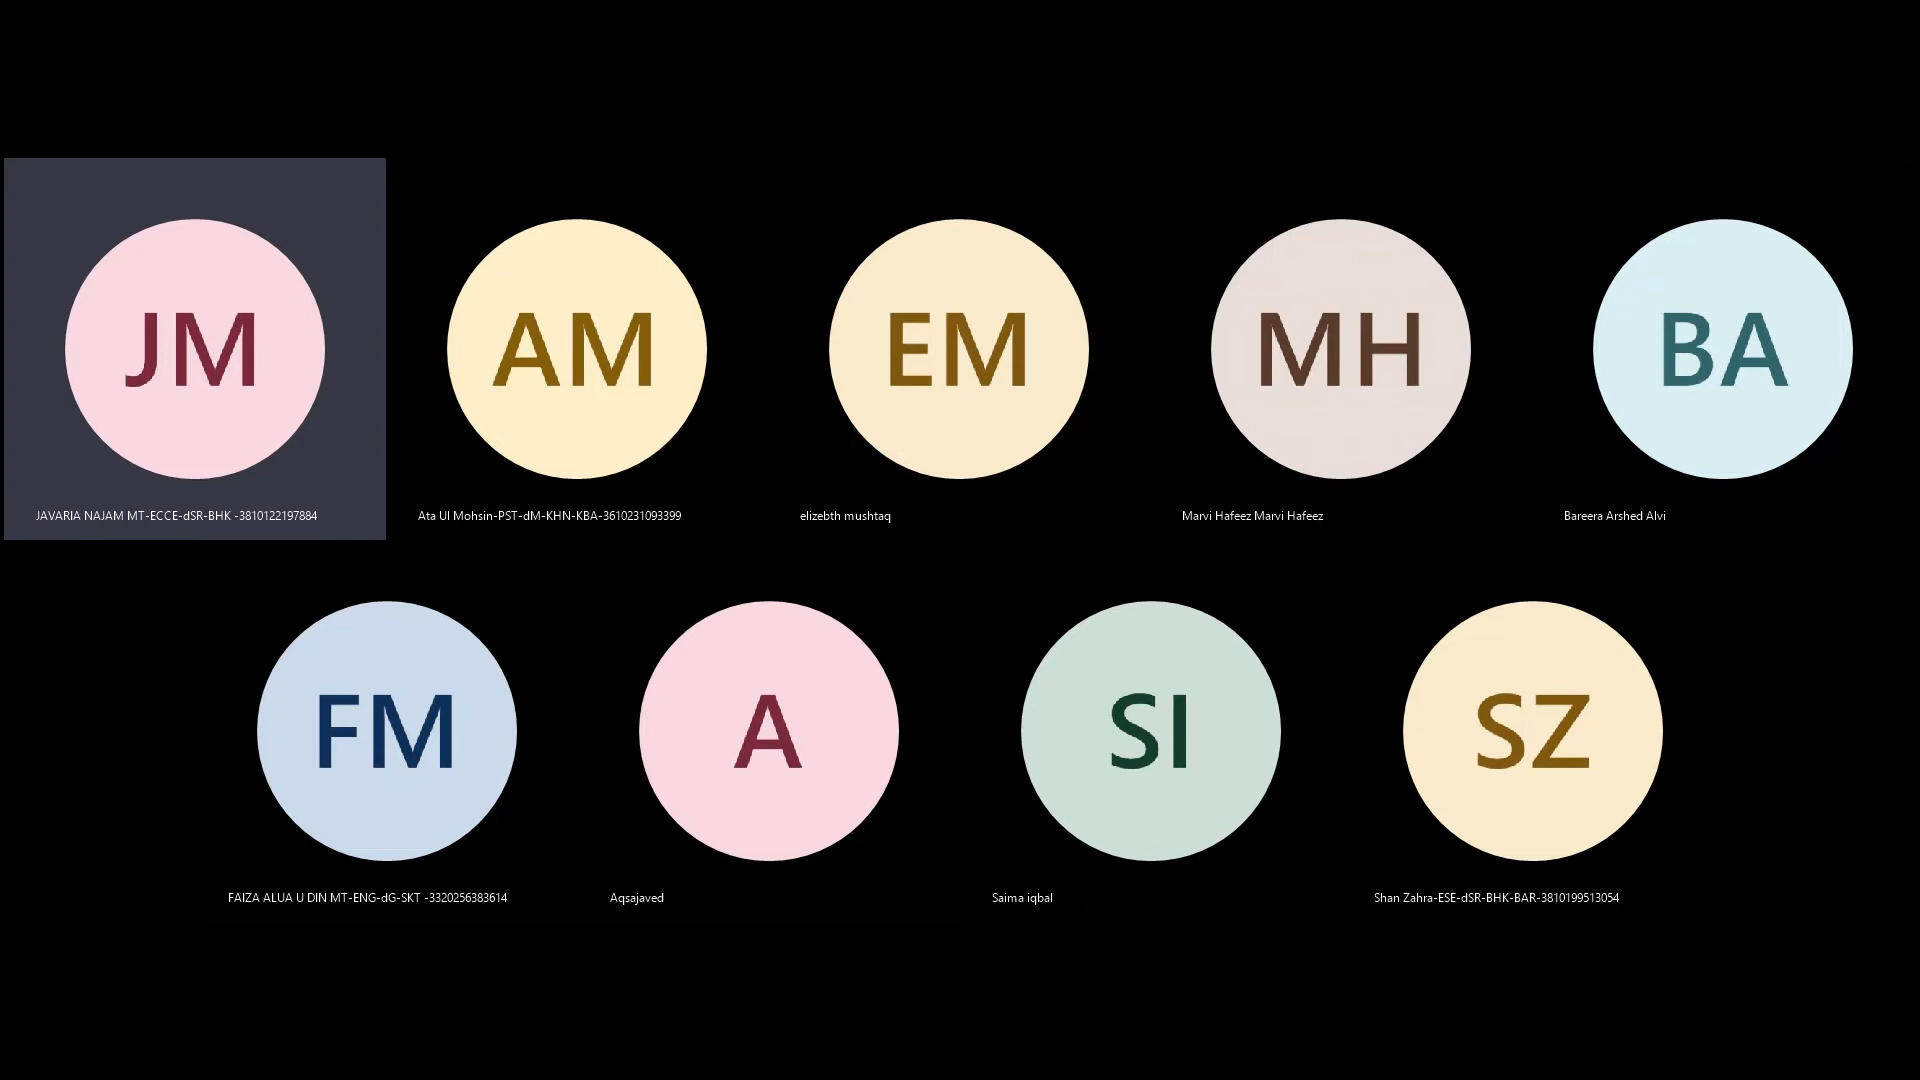 JM
AM
EM
MH
BA
JAVARIA NAJAM MT-ECCE-dSR-BHK -3810122197884
Ata Ul Mohsin-PST-dM-KHN-KBA-3610231093399
elizebth mushtaq
Marvi Hafeez Marvi Hafeez
Bareera Arshed Alvi
FM
A
SI
SZ
FAIZA ALUA U DIN MT-ENG-dG-SKT -3320256383614
Aqsajaved
Saima iqbal
Shan Zahra-ESE-dSR-BHK-BAR-3810199513054